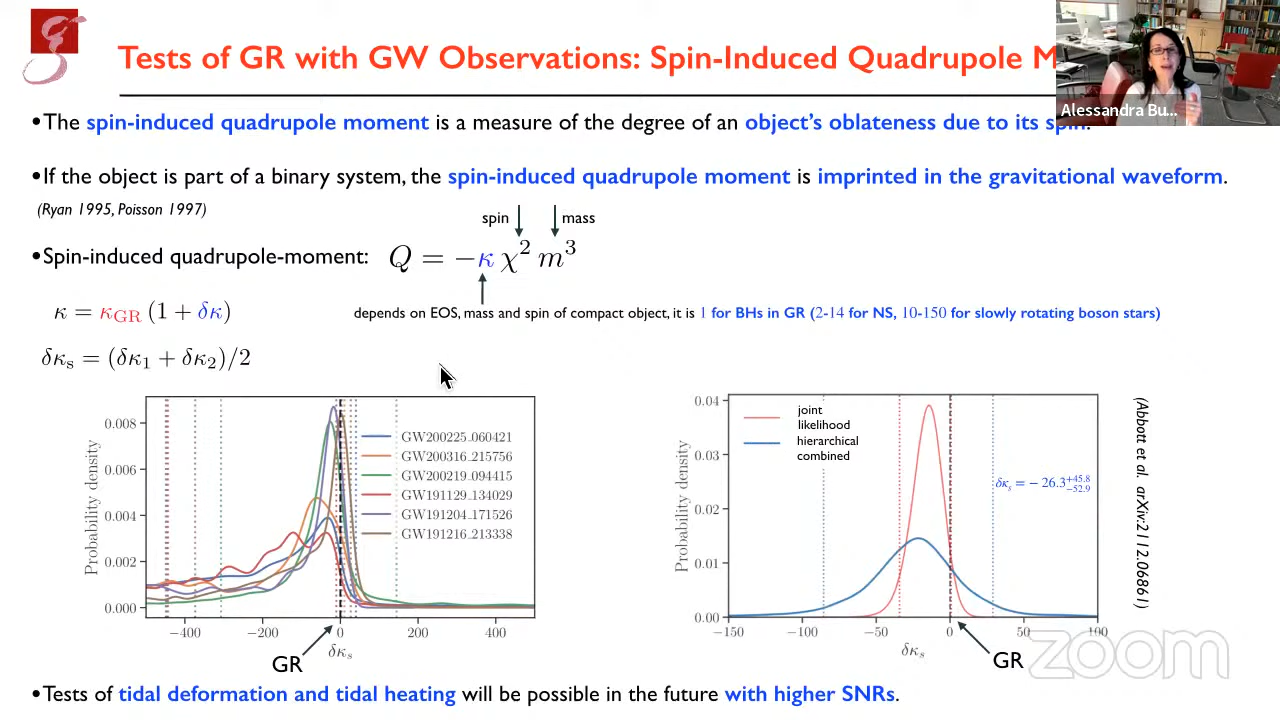 Tests of GR with GW Observations: Spin-Induced Quadrupole M
Alessandra Bu...
•The spin-induced quadrupole moment is a measure of the degree of an object's oblateness due to its spin.
•If the object is part of a binary system, the spin-induced quadrupole moment is imprinted in the gravitational waveform.
(Ryan 1995, Poisson 1997)
spin
mass
•Spin-induced quadrupole-moment: Q = −κ χ² m³
κ = κ_GR (1 + δκ)
depends on EOS, mass and spin of compact object, it is 1 for BHs in GR (2-14 for NS, 10-150 for slowly rotating boson stars)
δκ_s = (δκ₁ + δκ₂)/2
Probability density
0.008
0.006
0.004
0.002
0.000
GW200225_060421
GW200316_215756
GW200219_094415
GW191129_134029
GW191204_171526
GW191216_213338
−400 −200 0 200 400
δκ_s
GR
Probability density
0.04
0.03
0.02
0.01
0.00
joint
likelihood
hierarchical
combined
δκ_s = − 26.3^{+45.8}_{−52.9}
−150 −100 −50 0 50 100
δκ_s
GR
(Abbott et al. arXiv:2112.06861)
zoom
•Tests of tidal deformation and tidal heating will be possible in the future with higher SNRs.